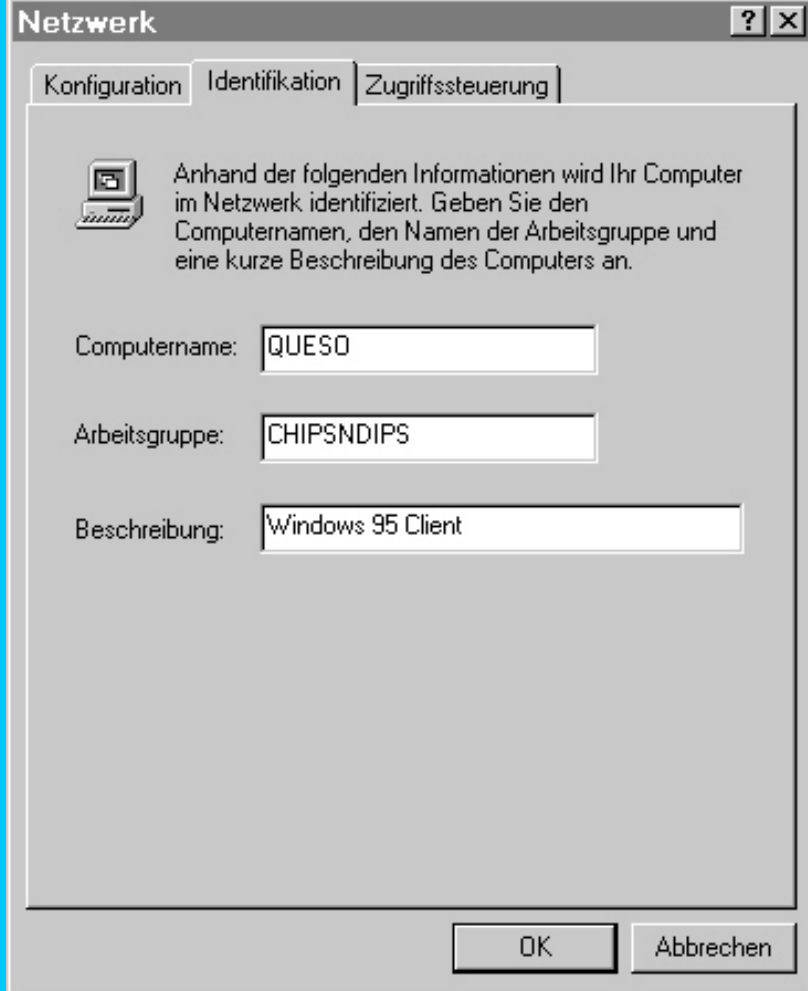 Netzwerk
Konfiguration Identifikation Zugriffssteuerung
Anhand der folgenden Informationen wird Ihr Computer
im Netzwerk identifiziert. Geben Sie den
Computernamen, den Namen der Arbeitsgruppe und
eine kurze Beschreibung des Computers an.
Computername: QUESO
Arbeitsgruppe: CHIPSNDIPS
Beschreibung: Windows 95 Client
OK Abbrechen